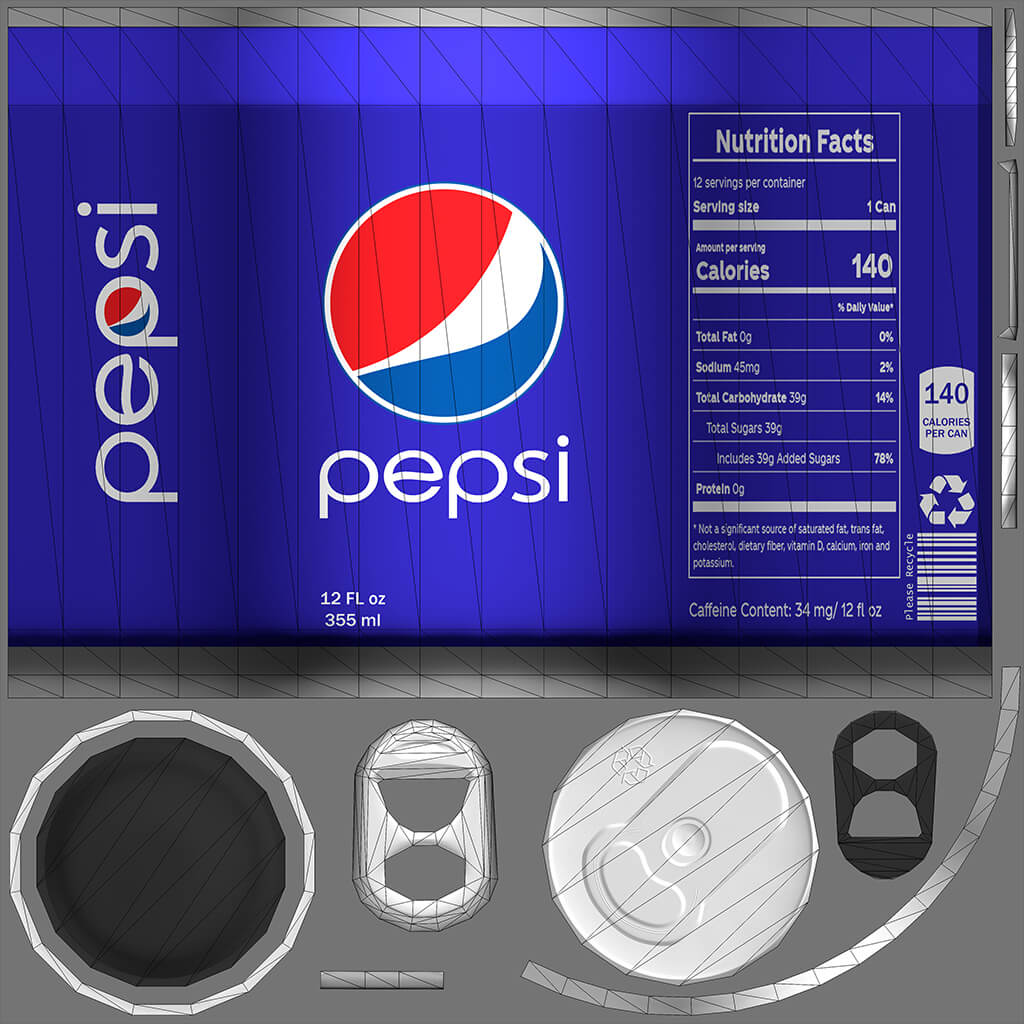 pepsi
pepsi
12 FL oz
355 ml
Nutrition Facts
12 servings per container
Serving size 1 Can
Amount per serving
Calories 140
% Daily Value*
Total Fat 0g 0%
Sodium 45mg 2%
Total Carbohydrate 39g 14%
Total Sugars 39g
Includes 39g Added Sugars 78%
Protein 0g
* Not a significant source of saturated fat, trans fat,
cholesterol, dietary fiber, vitamin D, calcium, iron and
potassium.
Caffeine Content: 34 mg/ 12 fl oz
140
CALORIES
PER CAN
Please Recycle